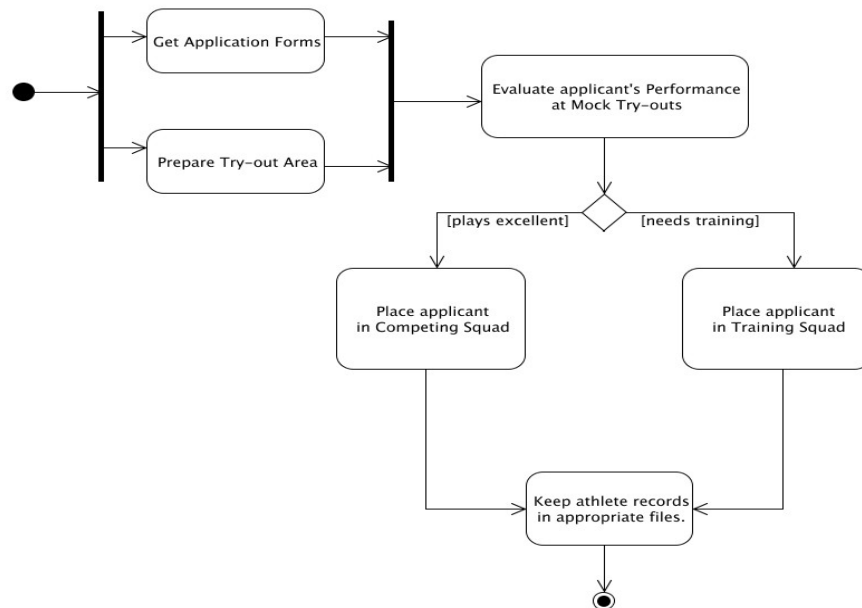 Get Application Forms
Prepare Try-out Area
Evaluate applicant's Performance
at Mock Try-outs
[plays excellent]
[needs training]
Place applicant
in Competing Squad
Place applicant
in Training Squad
Keep athlete records
in appropriate files.